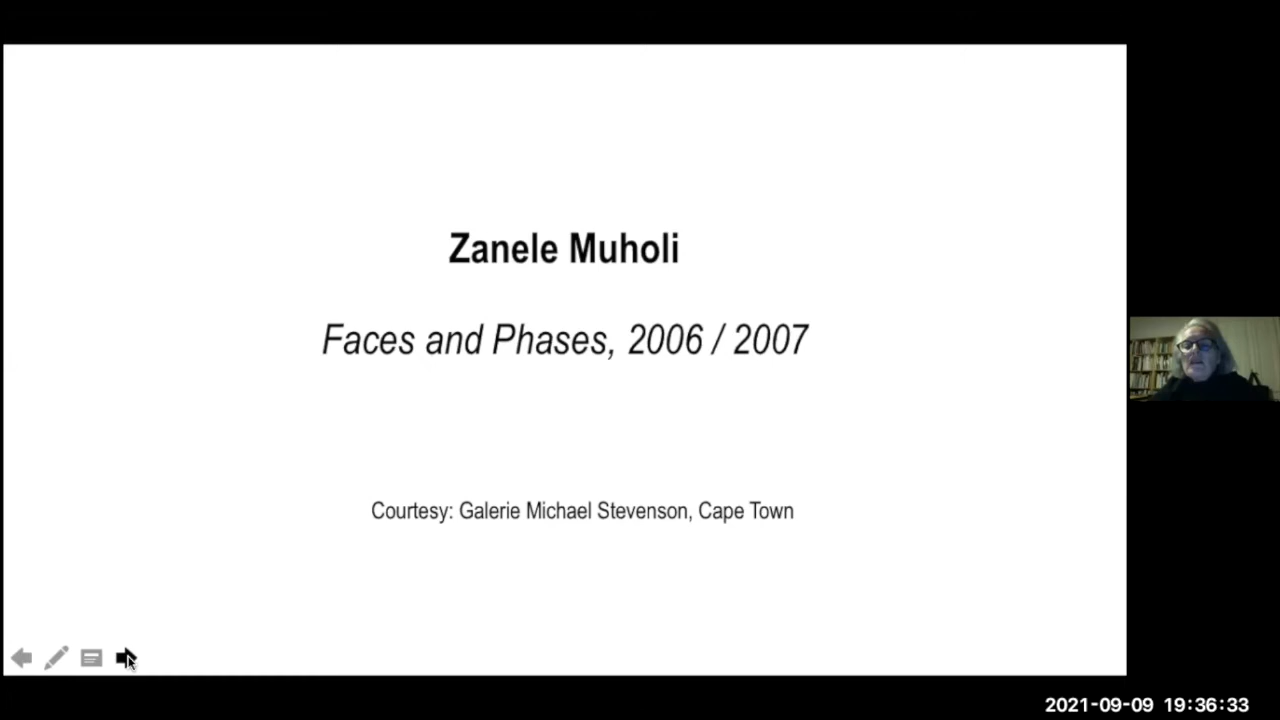 Zanele Muholi
Faces and Phases, 2006 / 2007
Courtesy: Galerie Michael Stevenson, Cape Town
2021-09-09 19:36:33